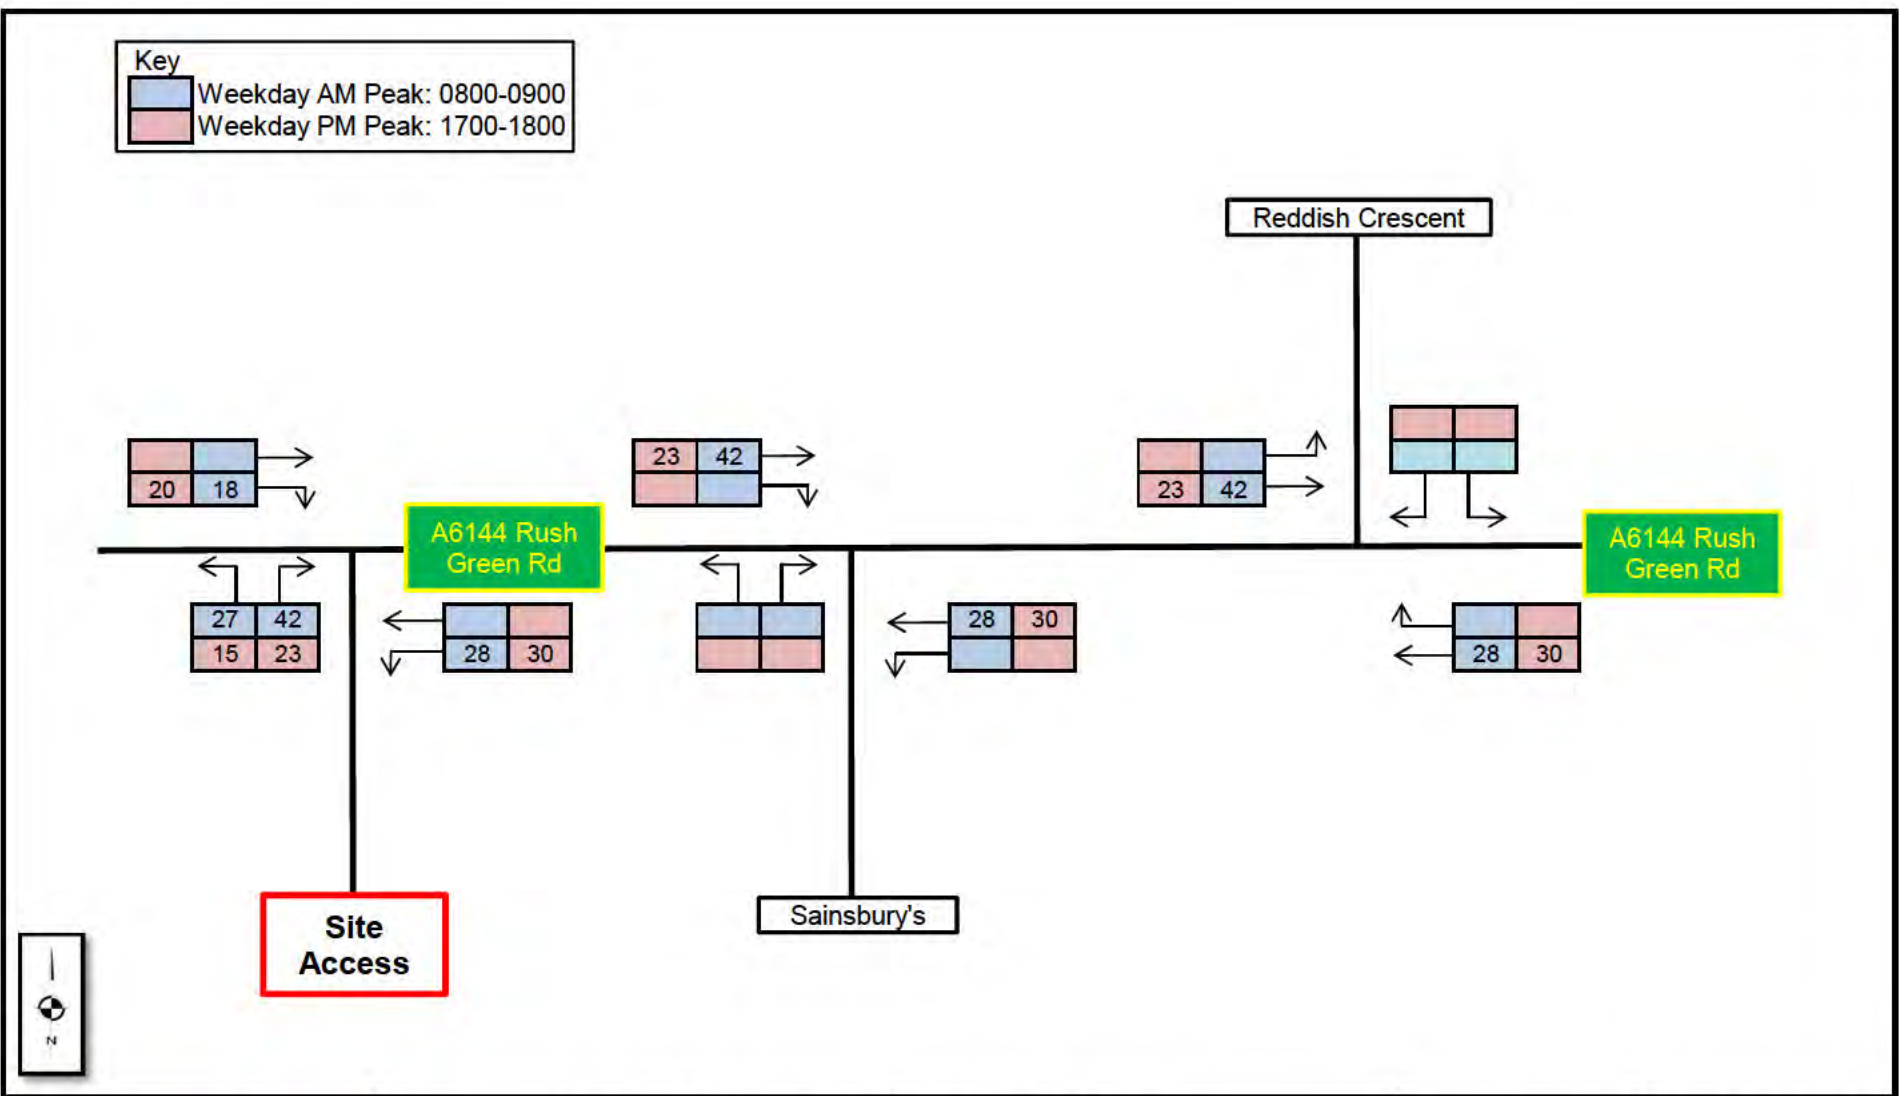 Key
Weekday AM Peak: 0800-0900
Weekday PM Peak: 1700-1800
Reddish Crescent
23 42
20 18
23 42
A6144 Rush
Green Rd
A6144 Rush
Green Rd
27 42
15 23
28 30
28 30
28 30
Site
Access
Sainsbury's
N